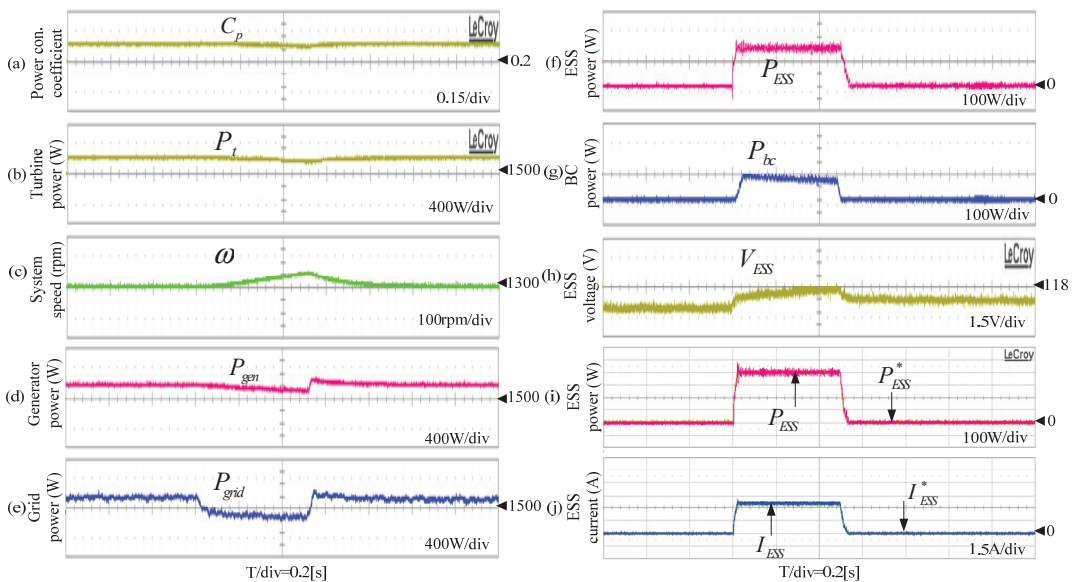 (a) Power con. coefficient
C_p
LeCroy
0.2
0.15/div
(b) Turbine power (W)
P_t
LeCroy
1500
400W/div
(c) System speed (rpm)
ω
1300
100rpm/div
(d) Generator power (W)
P_gen
1500
400W/div
(e) Grid power (W)
P_grid
1500
400W/div
T/div=0.2[s]
(f) ESS power (W)
P_ESS
LeCroy
0
100W/div
(g) BC power (W)
P_bc
0
100W/div
(h) ESS voltage (V)
V_ESS
LeCroy
118
1.5V/div
(i) ESS power (W)
LeCroy
P_ESS
P*_ESS
0
100W/div
(j) ESS current (A)
I_ESS
I*_ESS
0
1.5A/div
T/div=0.2[s]